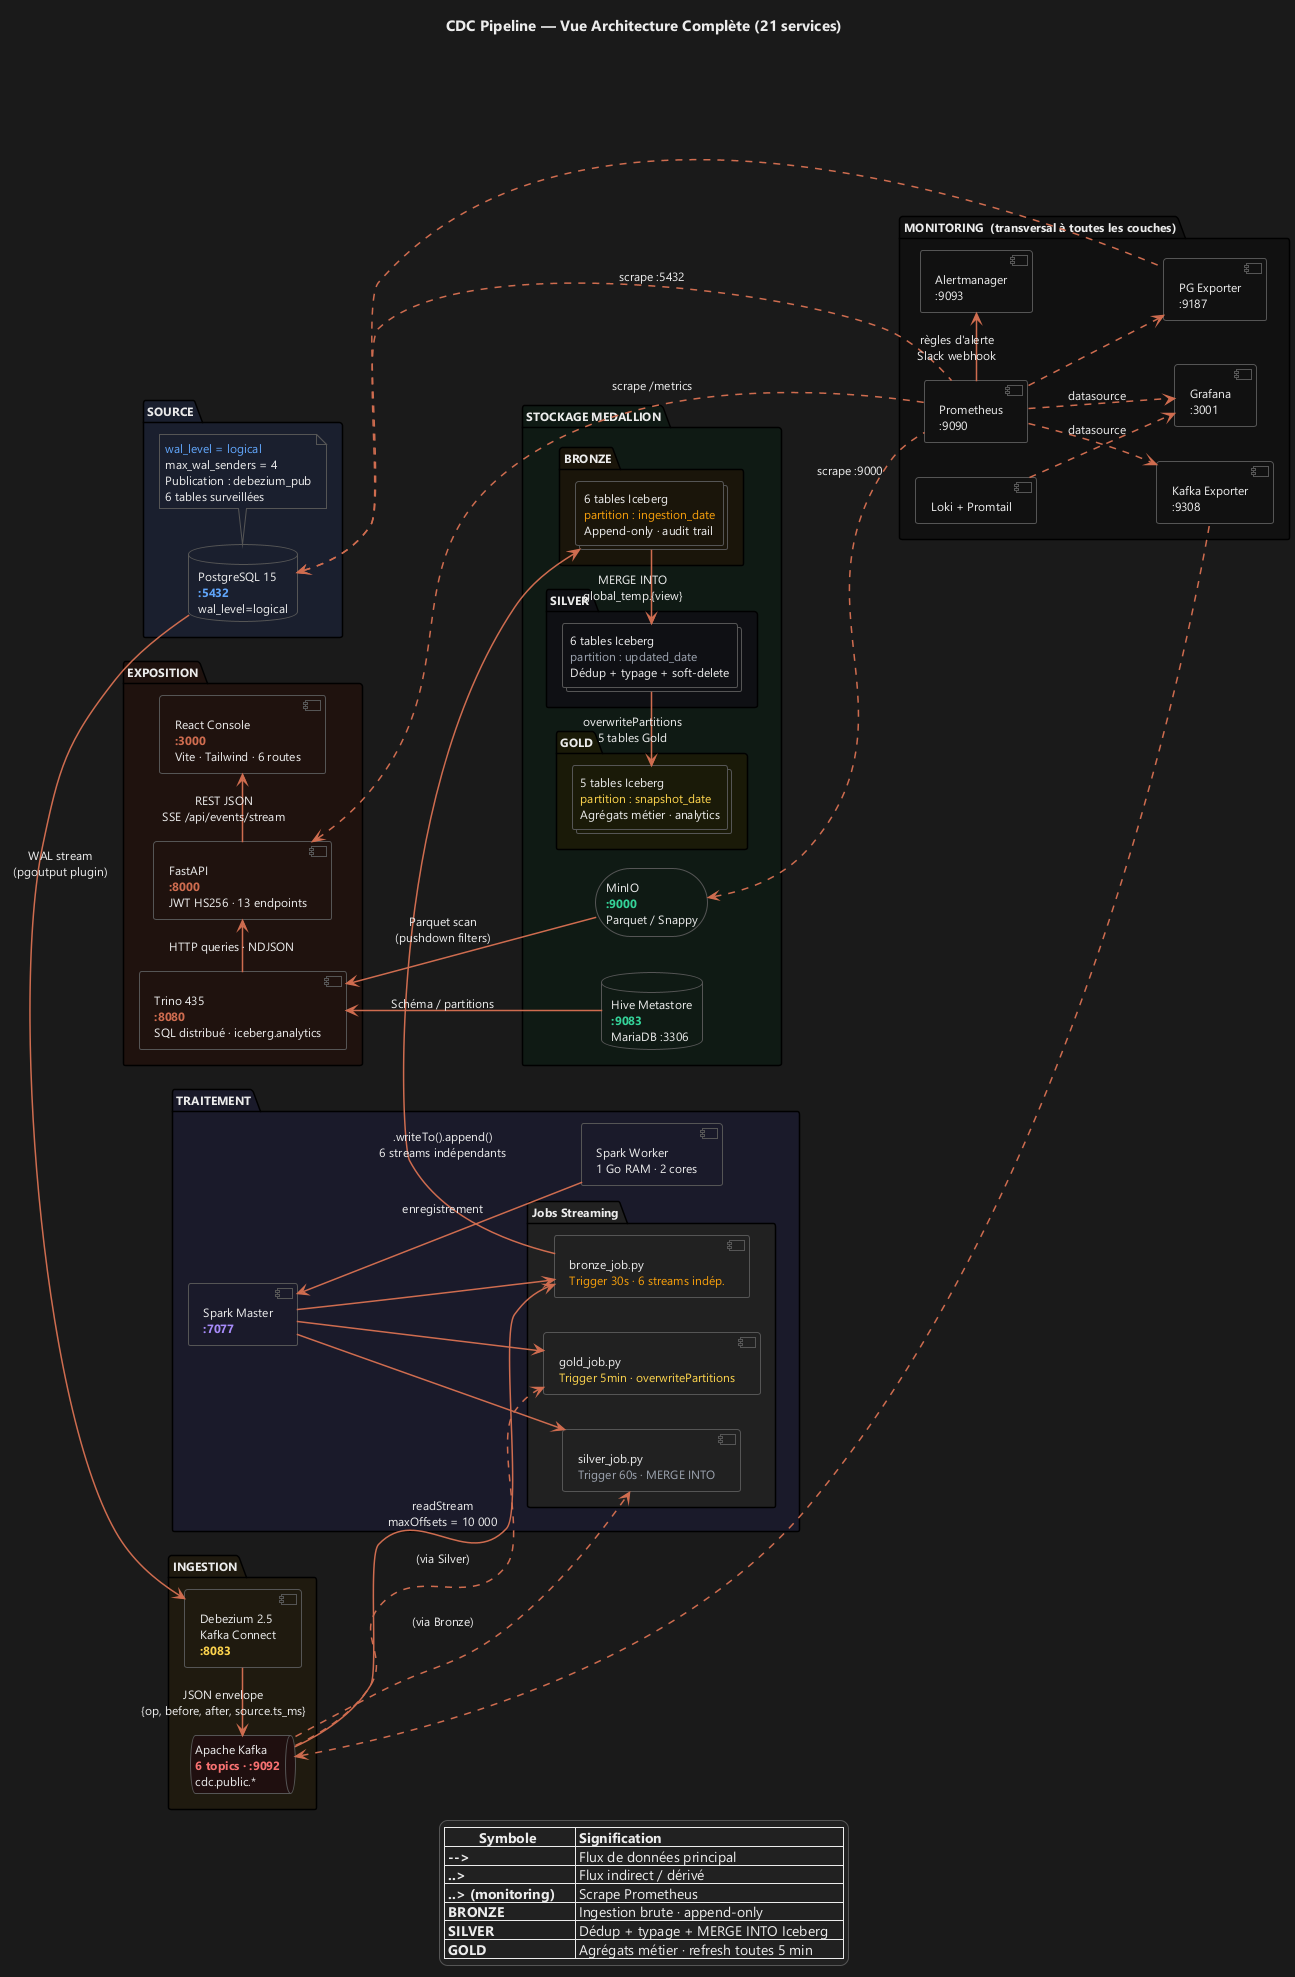 CDC Pipeline — Vue Architecture Complète (21 services)
MONITORING (transversal à toutes les couches)
Alertmanager
:9093
PG Exporter
:9187
règles d'alerte
Slack webhook
Prometheus
:9090
datasource
datasource
Grafana
:3001
Loki + Promtail
Kafka Exporter
:9308
scrape :5432
scrape /metrics
scrape :9000
SOURCE
wal_level = logical
max_wal_senders = 4
Publication : debezium_pub
6 tables surveillées
PostgreSQL 15
:5432
wal_level=logical
STOCKAGE MEDALLION
BRONZE
6 tables Iceberg
partition : ingestion_date
Append-only · audit trail
MERGE INTO
global_temp.{view}
SILVER
6 tables Iceberg
partition : updated_date
Dédup + typage + soft-delete
overwritePartitions
5 tables Gold
GOLD
5 tables Iceberg
partition : snapshot_date
Agrégats métier · analytics
MinIO
:9000
Parquet / Snappy
Hive Metastore
:9083
MariaDB :3306
EXPOSITION
React Console
:3000
Vite · Tailwind · 6 routes
REST JSON
SSE /api/events/stream
FastAPI
:8000
JWT HS256 · 13 endpoints
HTTP queries · NDJSON
Trino 435
:8080
SQL distribué · iceberg.analytics
WAL stream
(pgoutput plugin)
Parquet scan
(pushdown filters)
Schéma / partitions
TRAITEMENT
.writeTo().append()
6 streams indépendants
Spark Worker
1 Go RAM · 2 cores
enregistrement
Jobs Streaming
bronze_job.py
Trigger 30s · 6 streams indép.
Spark Master
:7077
gold_job.py
Trigger 5min · overwritePartitions
silver_job.py
Trigger 60s · MERGE INTO
readStream
maxOffsets = 10 000
(via Silver)
(via Bronze)
INGESTION
Debezium 2.5
Kafka Connect
:8083
JSON envelope
{op, before, after, source.ts_ms}
Apache Kafka
6 topics · :9092
cdc.public.*
Symbole Signification
--> Flux de données principal
..> Flux indirect / dérivé
..> (monitoring) Scrape Prometheus
BRONZE Ingestion brute · append-only
SILVER Dédup + typage + MERGE INTO Iceberg
GOLD Agrégats métier · refresh toutes 5 min